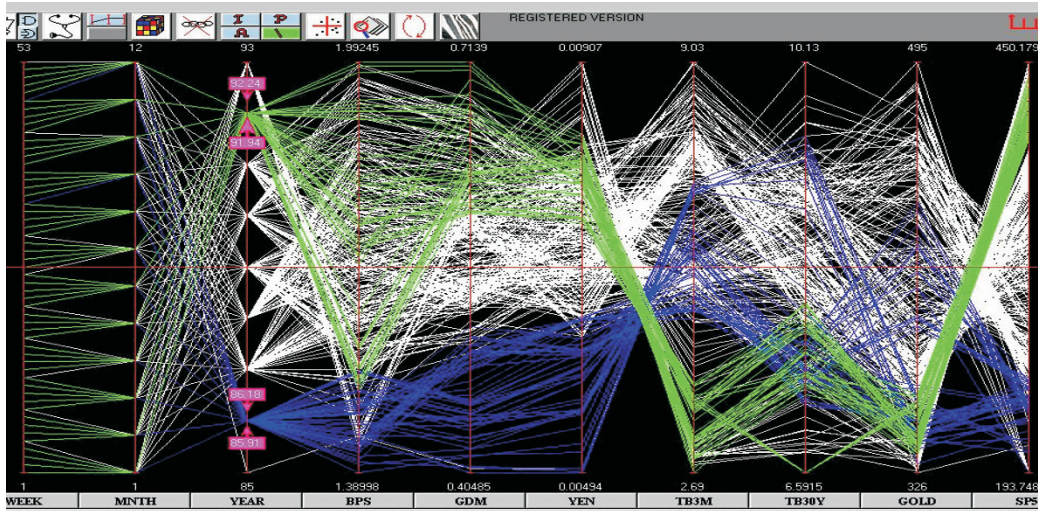 REGISTERED VERSION
I P
A
53 12 93 1.99245 0.7139 0.00907 9.03 10.13 495 450.179
92.24
91.94
86.18
85.91
1 1 85 1.38998 0.40485 0.00494 2.69 6.5915 326 193.748
WEEK MNTH YEAR BPS GDM YEN TB3M TB30Y GOLD SP5